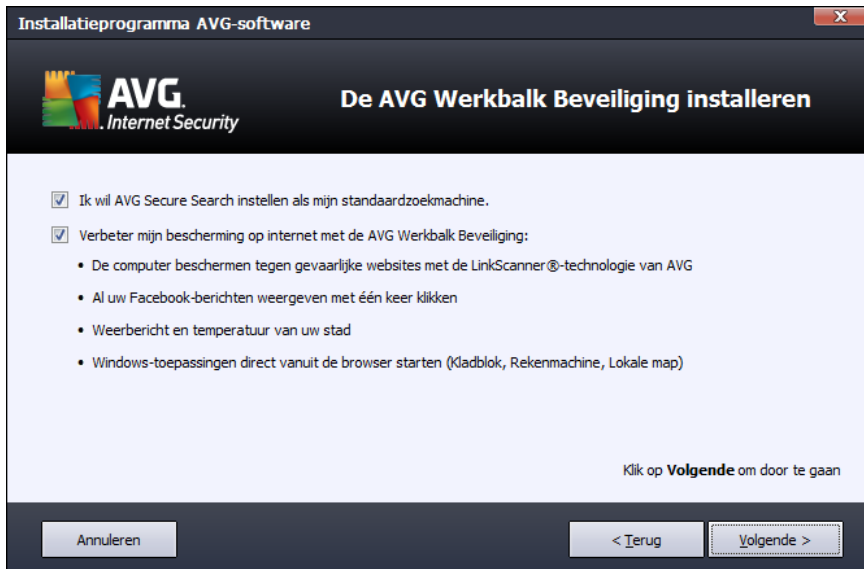 Installatieprogramma AVG-software
AVG.
Internet Security
De AVG Werkbalk Beveiliging installeren
Ik wil AVG Secure Search instellen als mijn standaardzoekmachine.
Verbeter mijn bescherming op internet met de AVG Werkbalk Beveiliging:
• De computer beschermen tegen gevaarlijke websites met de LinkScanner®-technologie van AVG
• Al uw Facebook-berichten weergeven met één keer klikken
• Weerbericht en temperatuur van uw stad
• Windows-toepassingen direct vanuit de browser starten (Kladblok, Rekenmachine, Lokale map)
Klik op Volgende om door te gaan
Annuleren
< Terug
Volgende >